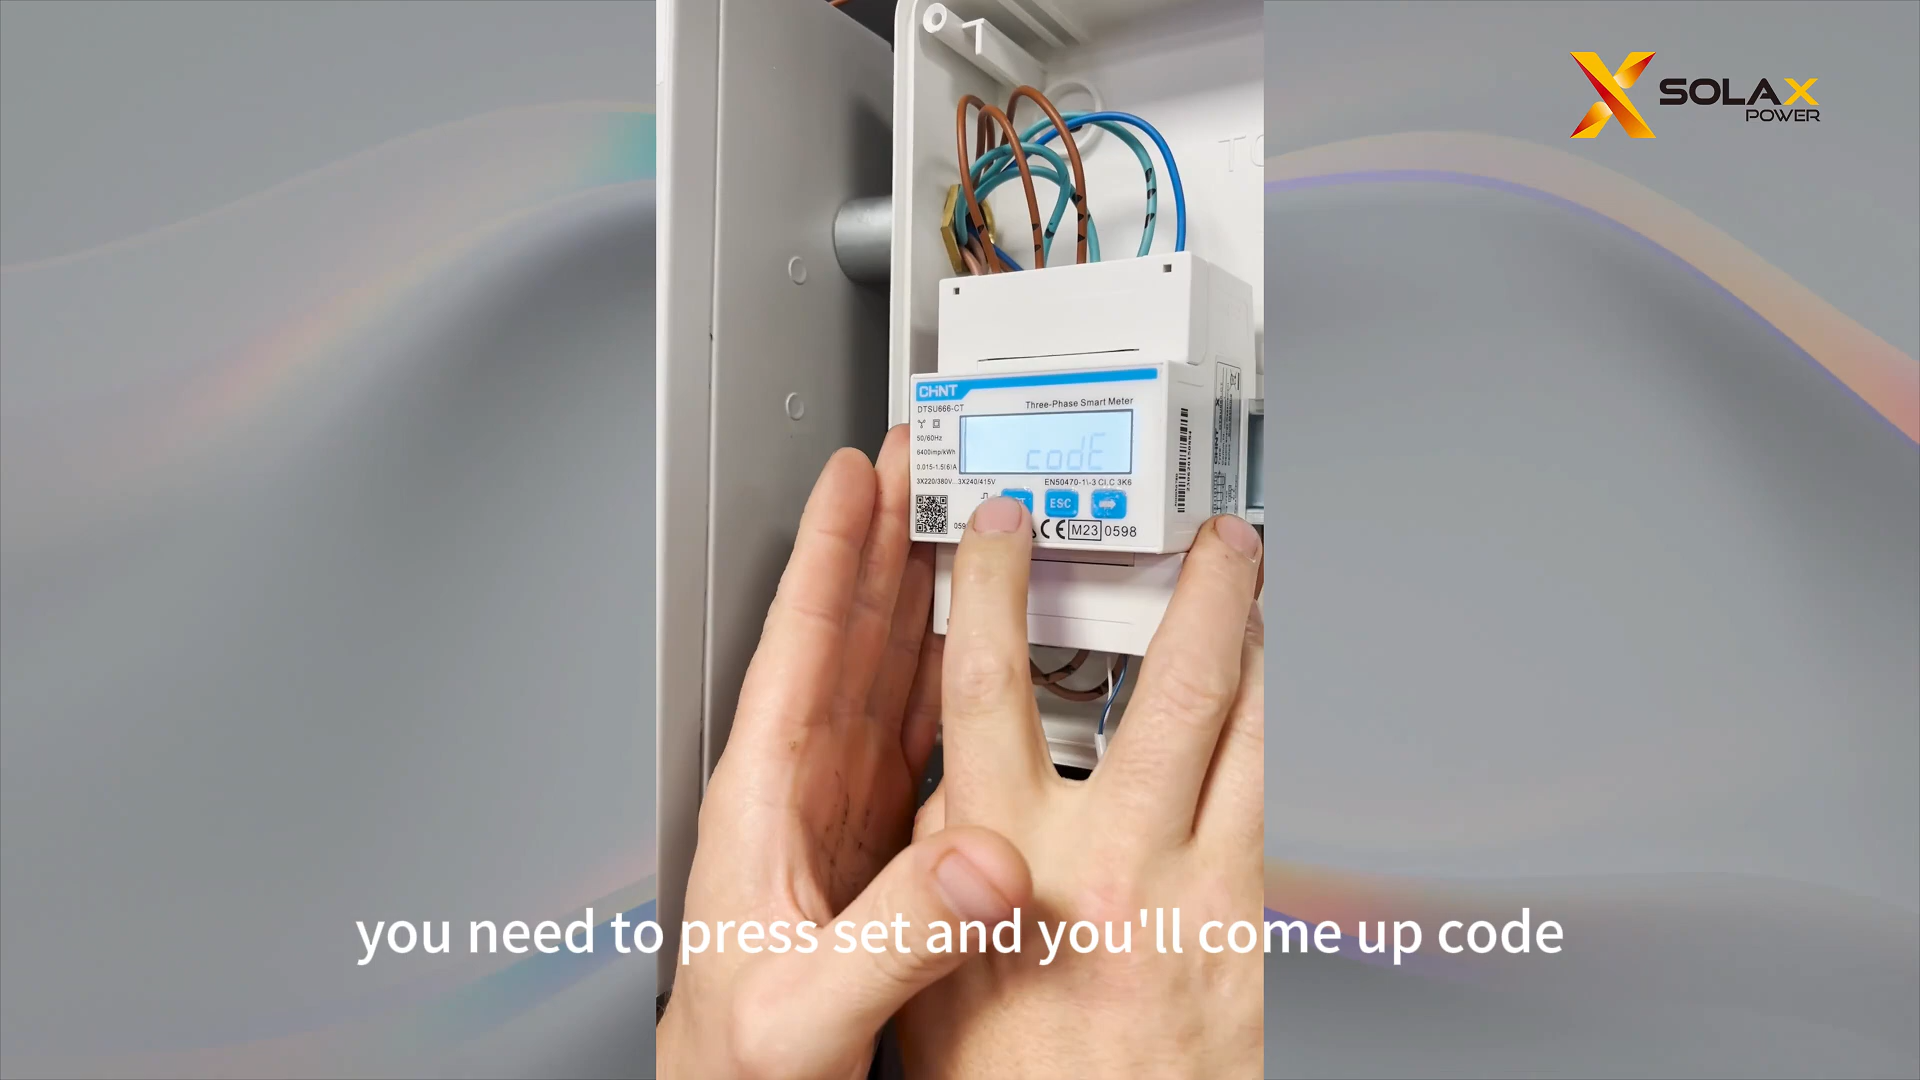 SOLAX
POWER
CHINT
DTSU666-CT
Three-Phase Smart Meter
50/60Hz
6400imp/kWh
0.015-1.5(6)A
codE
3X220/380V...3X240/415V
EN50470-1\-3 Cl.C 3K6
ESC
M23 0598
you need to press set and you'll come up code